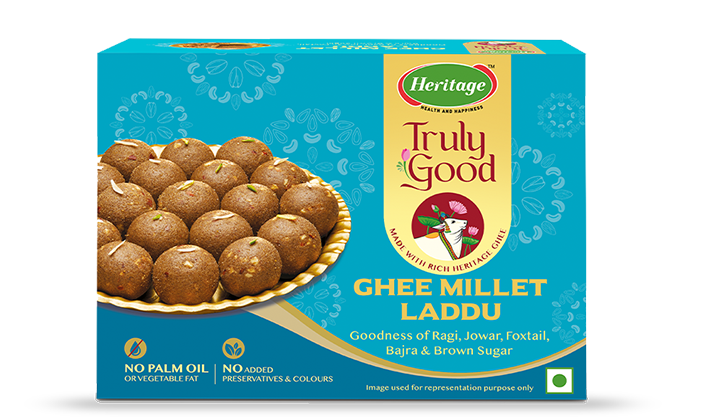 Heritage
TM
HEALTH AND HAPPINESS
Truly
Good
MADE WITH RICH HERITAGE GHEE
GHEE MILLET
LADDU
Goodness of Ragi, Jowar, Foxtail,
Bajra & Brown Sugar
NO PALM OIL
OR VEGETABLE FAT
NO ADDED
PRESERVATIVES & COLOURS
Image used for representation purpose only